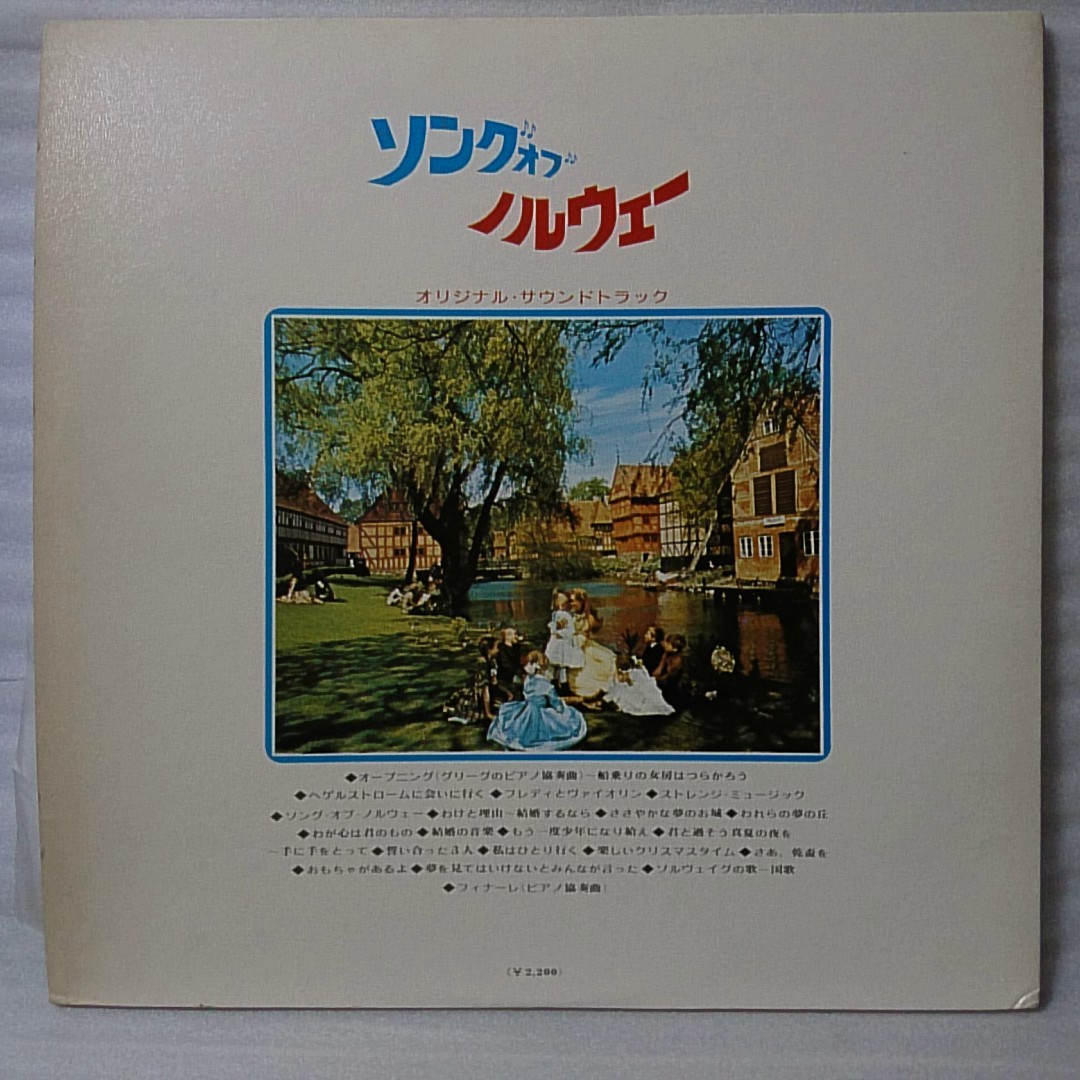 ソングオブ
ノルウェー
オリジナル・サウンドトラック
◆オープニング(グリーグのピアノ協奏曲)〜船乗りの女房はつらかろう
◆ヘゲルストロームに会いに行く◆フレディとヴァイオリン◆ストレンジ・ミュージック
◆ソング・オブ・ノルウェー◆わけと理由〜結婚するなら◆ささやかな夢のお城◆われらの夢の丘
◆わが心は君のもの◆結婚の音楽◆もう一度少年になり給え◆君と過そう真夏の夜を
〜手に手をとって◆誓い合った3人◆私はひとり行く◆楽しいクリスマスタイム◆さあ、乾盃を
◆おもちゃがあるよ◆夢を見てはいけないとみんなが言った◆ソルヴェイグの歌〜国歌
◆フィナーレ(ピアノ協奏曲)
(¥2,200)